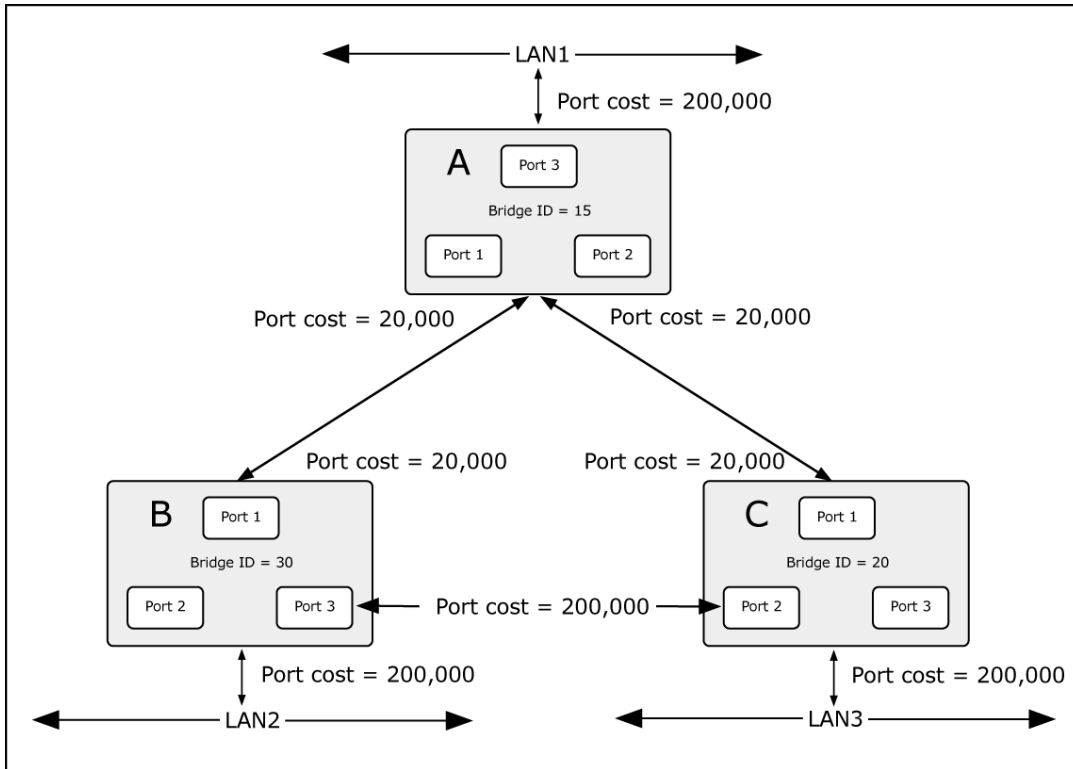 LAN1
Port cost = 200,000
A
Port 3
Bridge ID = 15
Port 1
Port 2
Port cost = 20,000
Port cost = 20,000
Port cost = 20,000
Port cost = 20,000
B
Port 1
Bridge ID = 30
Port 2
Port 3
C
Port 1
Bridge ID = 20
Port 2
Port 3
Port cost = 200,000
Port cost = 200,000
Port cost = 200,000
LAN2
LAN3